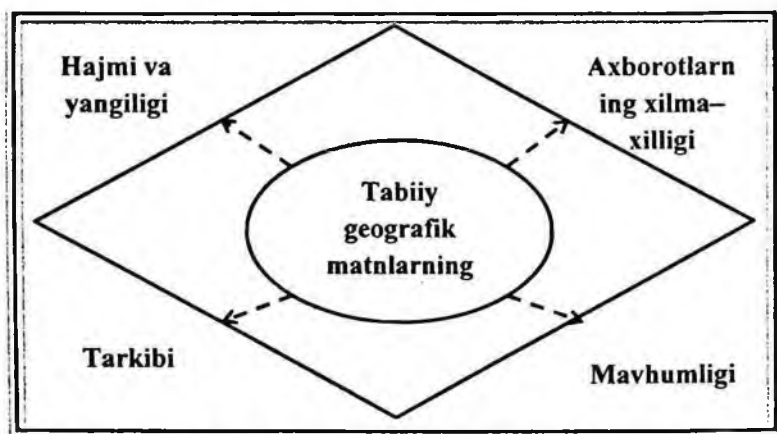 Hajmi va
yangiligi
Axborotlarn
ing xilma–
xilligi
Tabiiy
geografik
matnlarning
Tarkibi
Mavhumligi